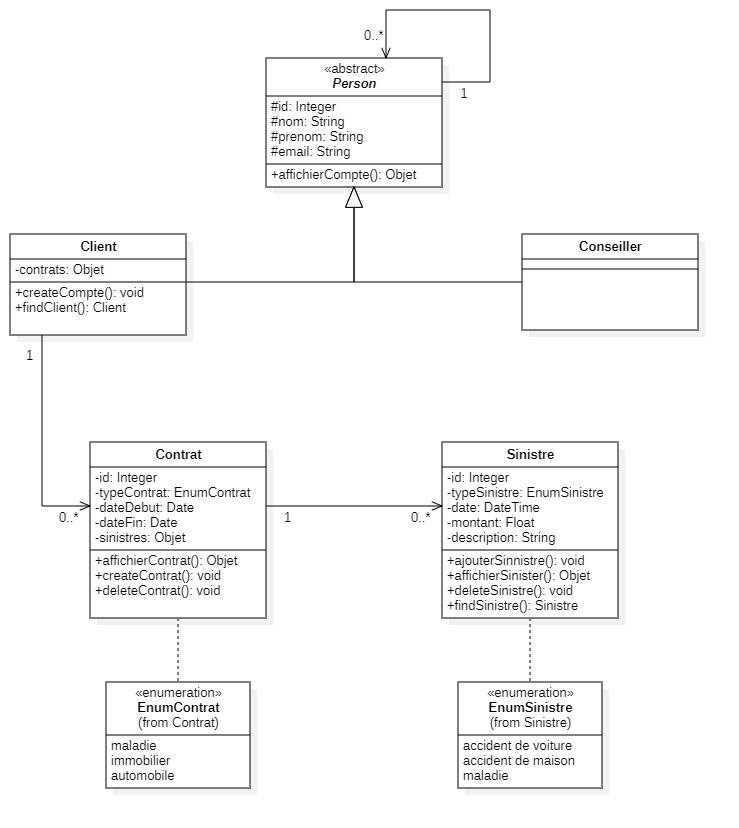 0..*
«abstract»
Person
1
#id: Integer
#nom: String
#prenom: String
#email: String
+affichierCompte(): Objet
Client
-contrats: Objet
+createCompte(): void
+findClient(): Client
Conseiller
1
0..*
Contrat
-id: Integer
-typeContrat: EnumContrat
-dateDebut: Date
-dateFin: Date
-sinistres: Objet
+affichierContrat(): Objet
+createContrat(): void
+deleteContrat(): void
1
0..*
Sinistre
-id: Integer
-typeSinistre: EnumSinistre
-date: DateTime
-montant: Float
-description: String
+ajouterSinnistre(): void
+affichierSinister(): Objet
+deleteSinistre(): void
+findSinistre(): Sinistre
«enumeration»
EnumContrat
(from Contrat)
maladie
immobilier
automobile
«enumeration»
EnumSinistre
(from Sinistre)
accident de voiture
accident de maison
maladie